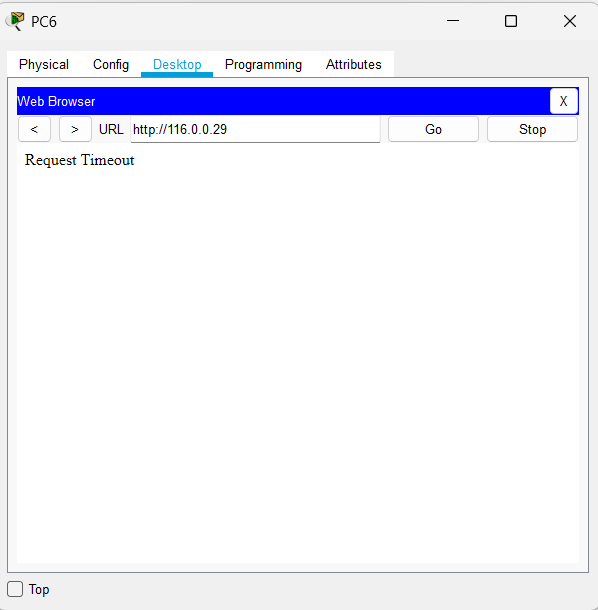 PC6
Physical Config Desktop Programming Attributes
Web Browser X
< > URL http://116.0.0.29 Go Stop
Request Timeout
Top